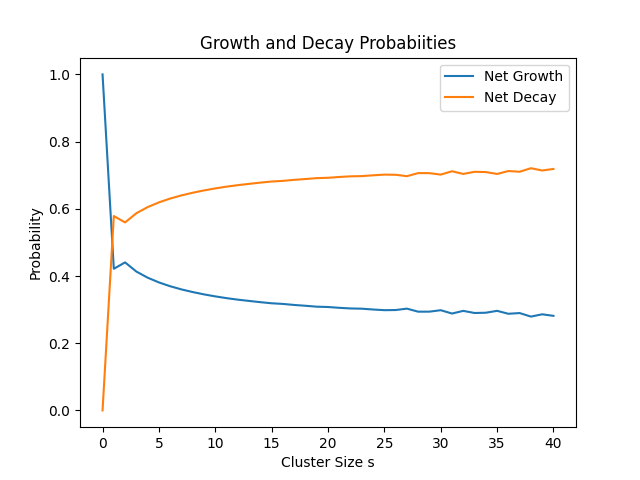 Growth and Decay Probabiities
Net Growth
Net Decay
Probability
1.0
0.8
0.6
0.4
0.2
0.0
0 5 10 15 20 25 30 35 40
Cluster Size s